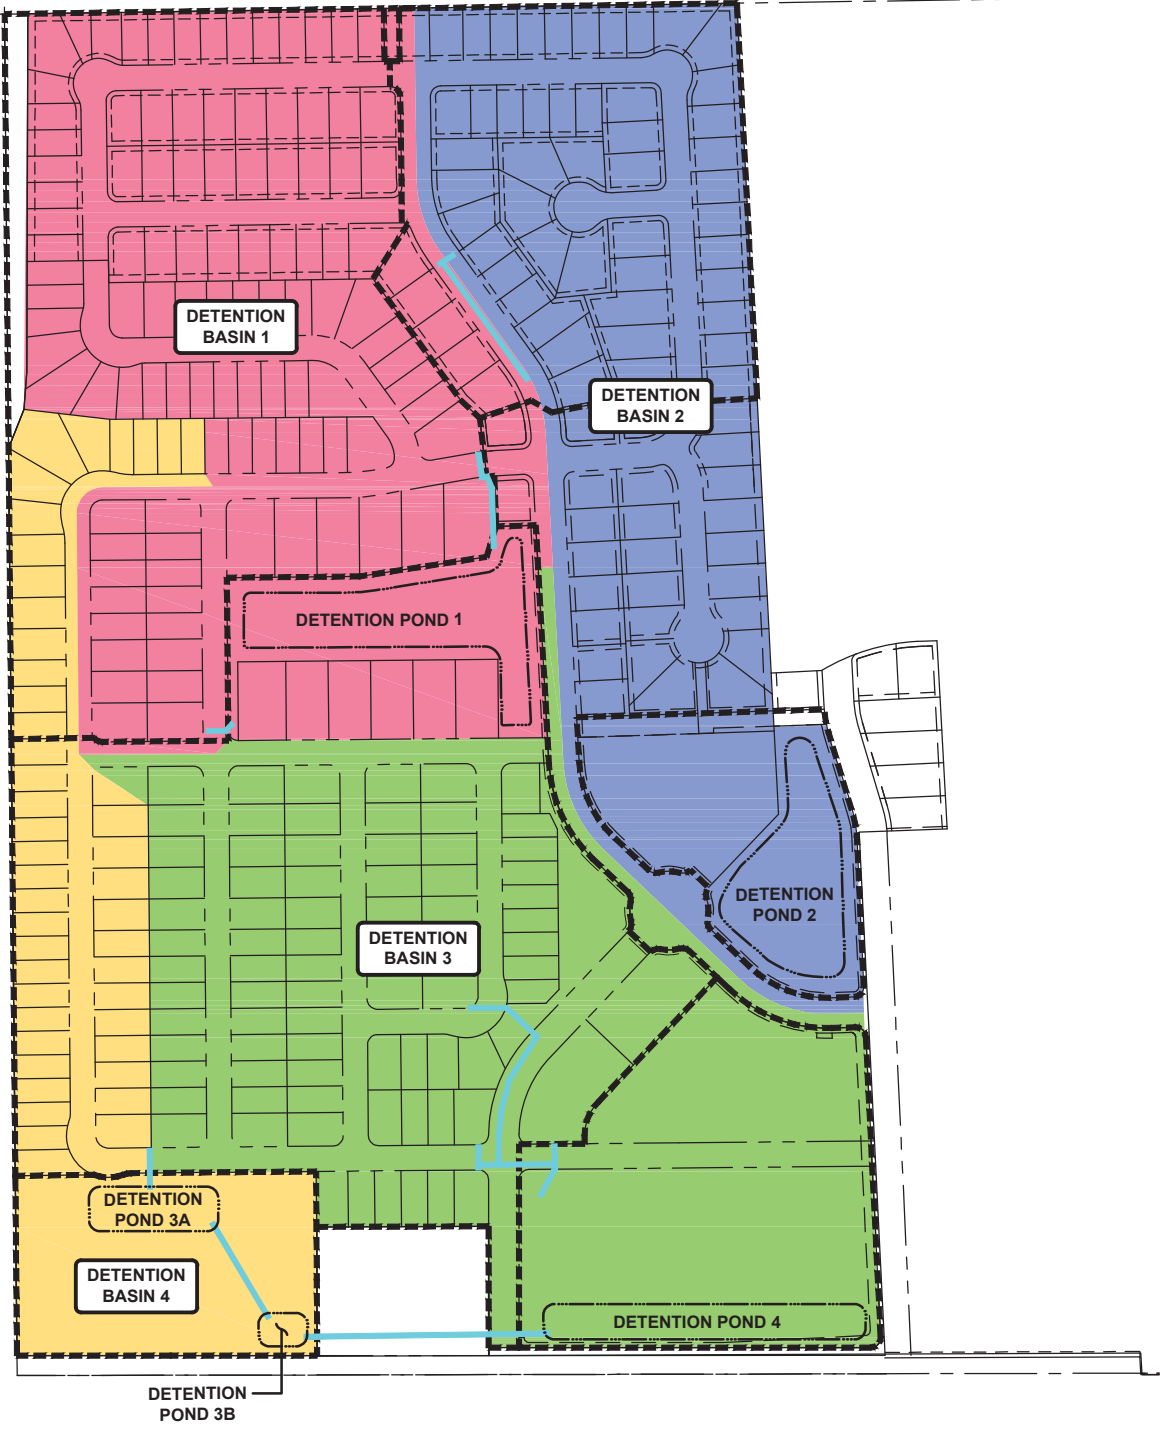 DETENTION
BASIN 1
DETENTION
BASIN 2
DETENTION POND 1
DETENTION
POND 2
DETENTION
BASIN 3
DETENTION
POND 3A
DETENTION
BASIN 4
DETENTION POND 4
DETENTION
POND 3B